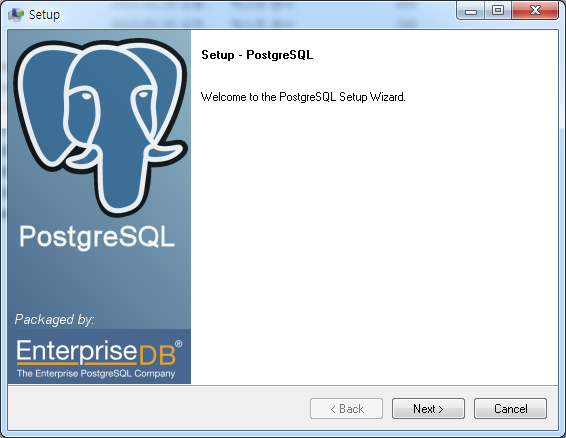 Setup
Setup - PostgreSQL
Welcome to the PostgreSQL Setup Wizard.
PostgreSQL
Packaged by:
EnterpriseDB®
The Enterprise PostgreSQL Company
< Back
Next >
Cancel